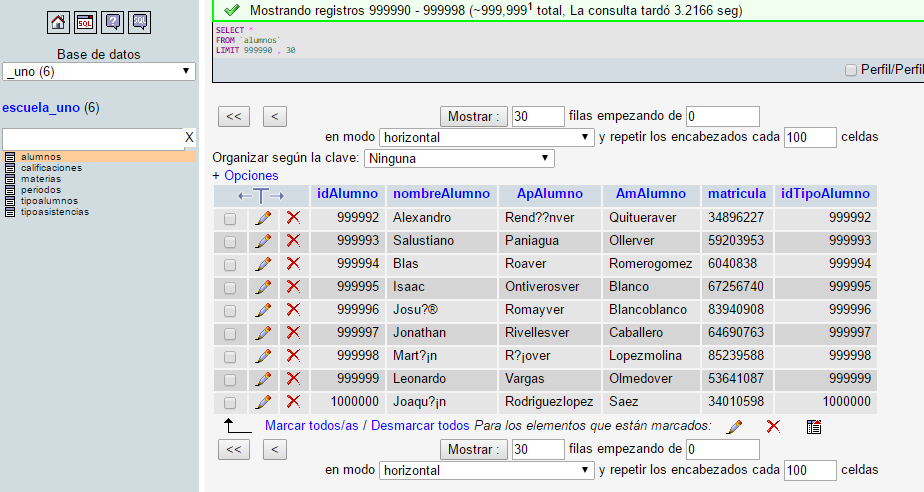 Mostrando registros 999990 - 999998 (~999,999¹ total, La consulta tardó 3.2166 seg)
SELECT *
FROM `alumnos`
LIMIT 999990 , 30
Perfil/Perfil
SQL
SQL
Base de datos
_uno (6)
escuela_uno (6)
X
alumnos
calificaciones
materias
periodos
tipoalumnos
tipoasistencias
<< < Mostrar : 30 filas empezando de 0
en modo horizontal y repetir los encabezados cada 100 celdas
Organizar según la clave: Ninguna
+ Opciones
←T→ idAlumno nombreAlumno ApAlumno AmAlumno matricula idTipoAlumno
999992 Alexandro Rend??nver Quitueraver 34896227 999992
999993 Salustiano Paniagua Ollerver 59203953 999993
999994 Blas Roaver Romerogomez 6040838 999994
999995 Isaac Ontiverosver Blanco 67256740 999995
999996 Josu?® Romayver Blancoblanco 83940908 999996
999997 Jonathan Rivellesver Caballero 64690763 999997
999998 Mart?¡n R?¡over Lopezmolina 85239588 999998
999999 Leonardo Vargas Olmedover 53641087 999999
1000000 Joaqu?¡n Rodriguezlopez Saez 34010598 1000000
Marcar todos/as / Desmarcar todos Para los elementos que están marcados:
<< < Mostrar : 30 filas empezando de 0
en modo horizontal y repetir los encabezados cada 100 celdas